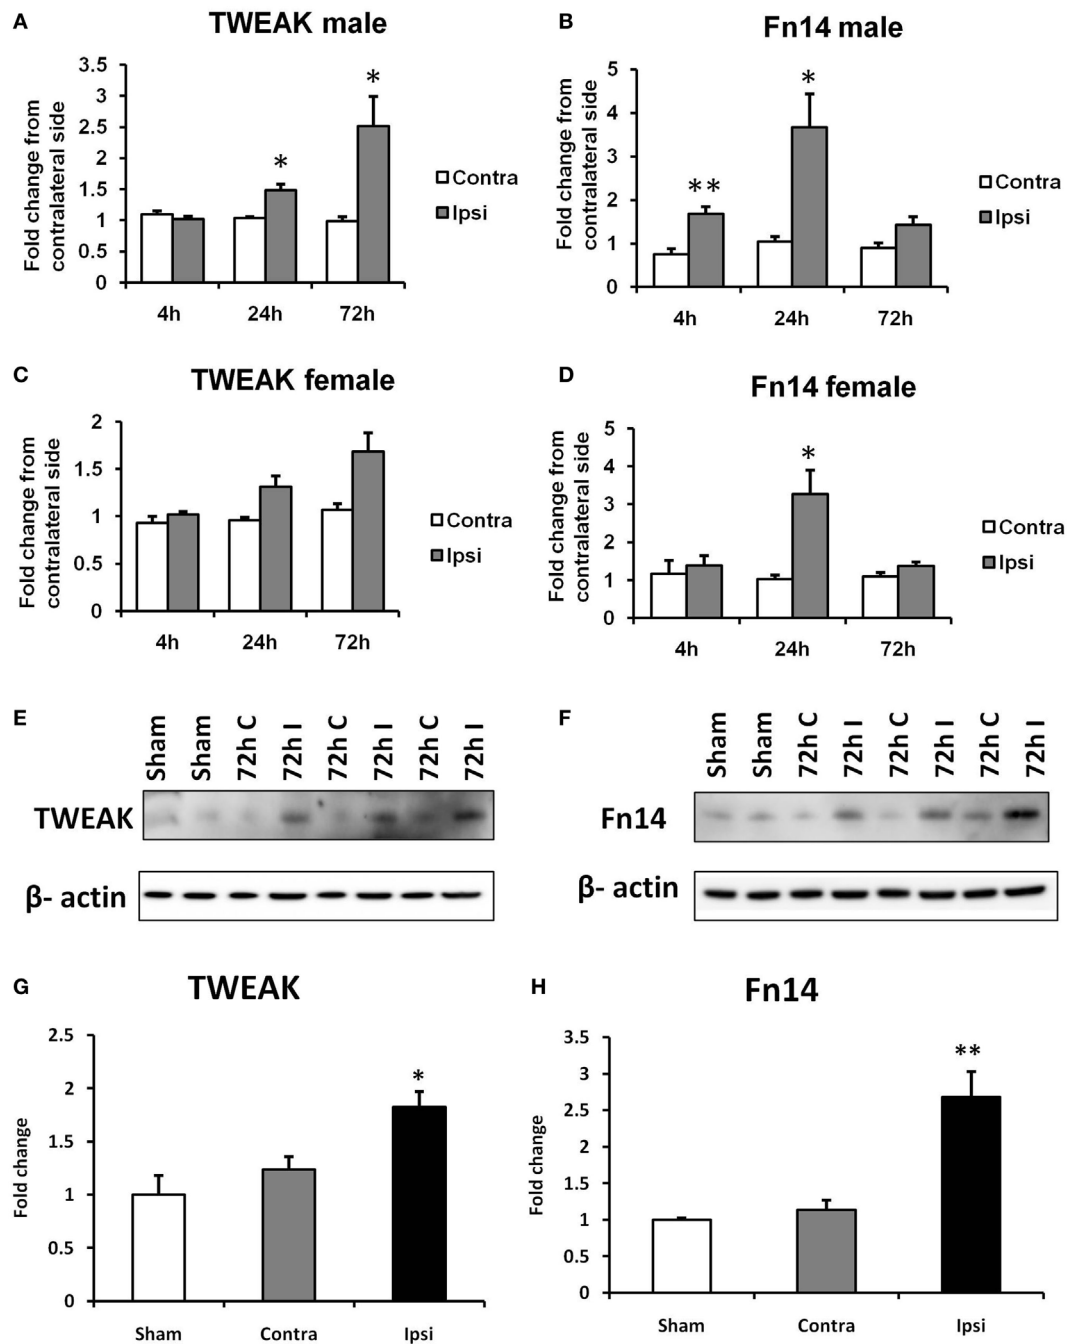 A
TWEAK male
Fold change from
contralateral side
3.5
3
2.5
2
1.5
1
0.5
0
*
*
4h
24h
72h
Contra
Ipsi
B
Fn14 male
Fold change from
contralateral side
5
4
3
2
1
0
**
*
4h
24h
72h
Contra
Ipsi
C
TWEAK female
Fold change from
contralateral side
2
1.5
1
0.5
0
4h
24h
72h
Contra
Ipsi
D
Fn14 female
Fold change from
contralateral side
5
4
3
2
1
0
*
4h
24h
72h
Contra
Ipsi
E
Sham
Sham
72h C
72h I
72h C
72h I
72h C
72h I
TWEAK
β- actin
F
Sham
Sham
72h C
72h I
72h C
72h I
72h C
72h I
Fn14
β- actin
G
TWEAK
Fold change
2.5
2
1.5
1
0.5
0
*
Sham
Contra
Ipsi
H
Fn14
Fold change
3.5
3
2.5
2
1.5
1
0.5
0
**
Sham
Contra
Ipsi